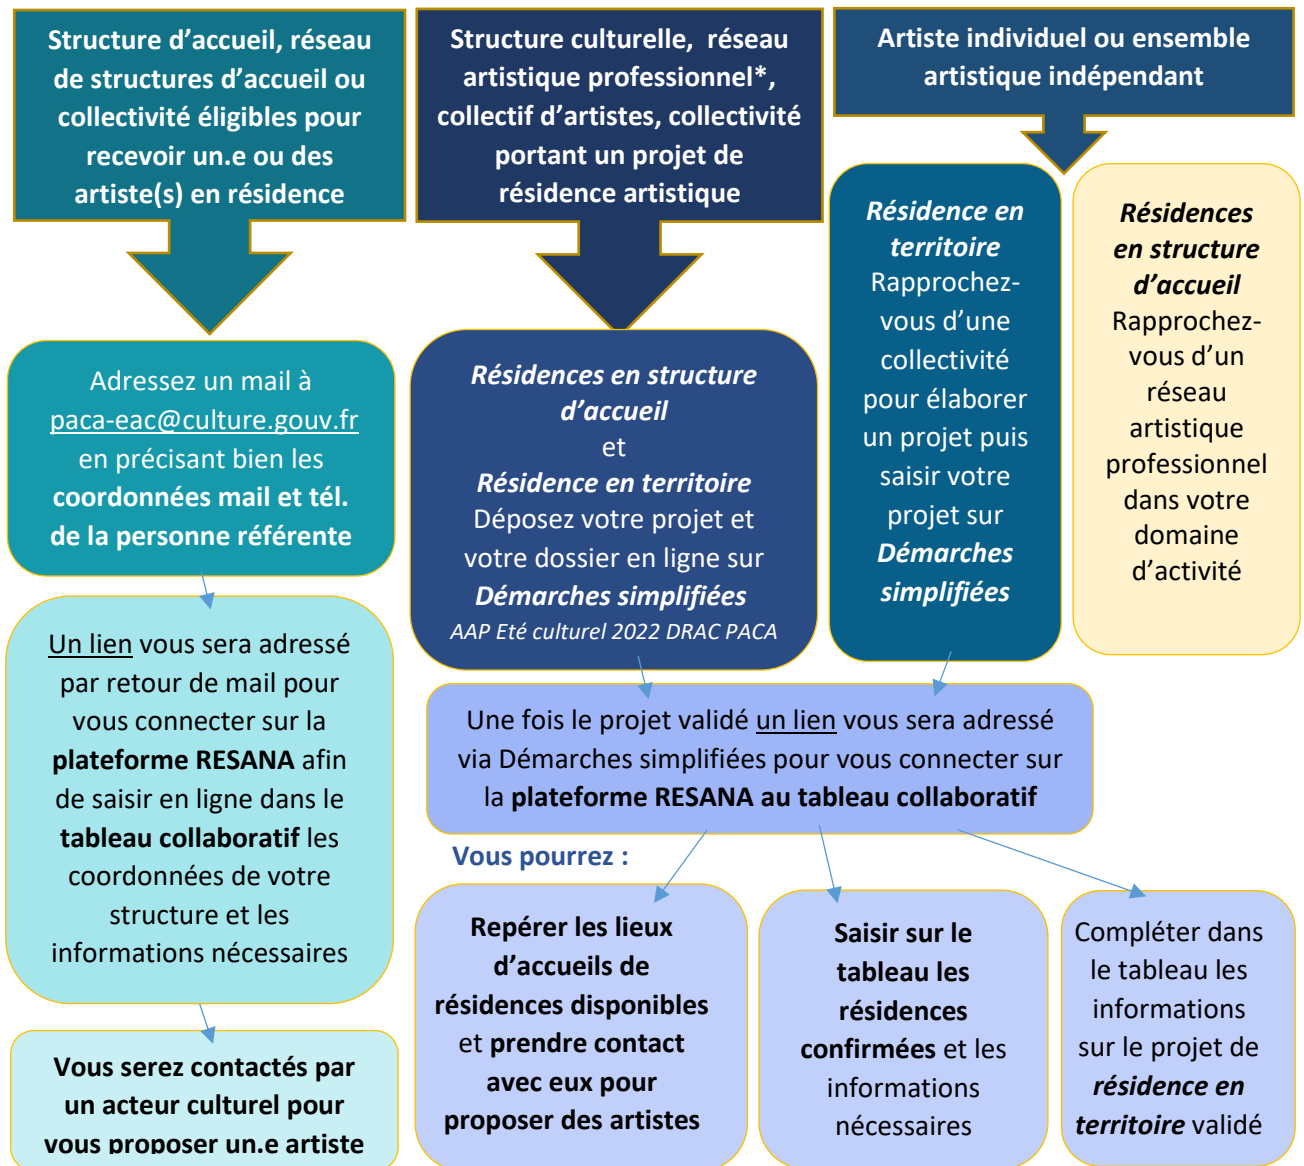 Structure d’accueil, réseau
de structures d’accueil ou
collectivité éligibles pour
recevoir un.e ou des
artiste(s) en résidence
Adressez un mail à
paca-eac@culture.gouv.fr
en précisant bien les
coordonnées mail et tél.
de la personne référente
Un lien vous sera adressé
par retour de mail pour
vous connecter sur la
plateforme RESANA afin
de saisir en ligne dans le
tableau collaboratif les
coordonnées de votre
structure et les
informations nécessaires
Vous serez contactés par
un acteur culturel pour
vous proposer un.e artiste
Structure culturelle, réseau
artistique professionnel*,
collectif d’artistes, collectivité
portant un projet de
résidence artistique
Résidences en structure
d’accueil
et
Résidence en territoire
Déposez votre projet et
votre dossier en ligne sur
Démarches simplifiées
AAP Eté culturel 2022 DRAC PACA
Artiste individuel ou ensemble
artistique indépendant
Résidence en
territoire
Rapprochez-
vous d’une
collectivité
pour élaborer
un projet puis
saisir votre
projet sur
Démarches
simplifiées
Résidences
en structure
d’accueil
Rapprochez-
vous d’un
réseau
artistique
professionnel
dans votre
domaine
d’activité
Une fois le projet validé un lien vous sera adressé
via Démarches simplifiées pour vous connecter sur
la plateforme RESANA au tableau collaboratif
Vous pourrez :
Repérer les lieux
d’accueils de
résidences disponibles
et prendre contact
avec eux pour
proposer des artistes
Saisir sur le
tableau les
résidences
confirmées et les
informations
nécessaires
Compléter dans
le tableau les
informations
sur le projet de
résidence en
territoire validé